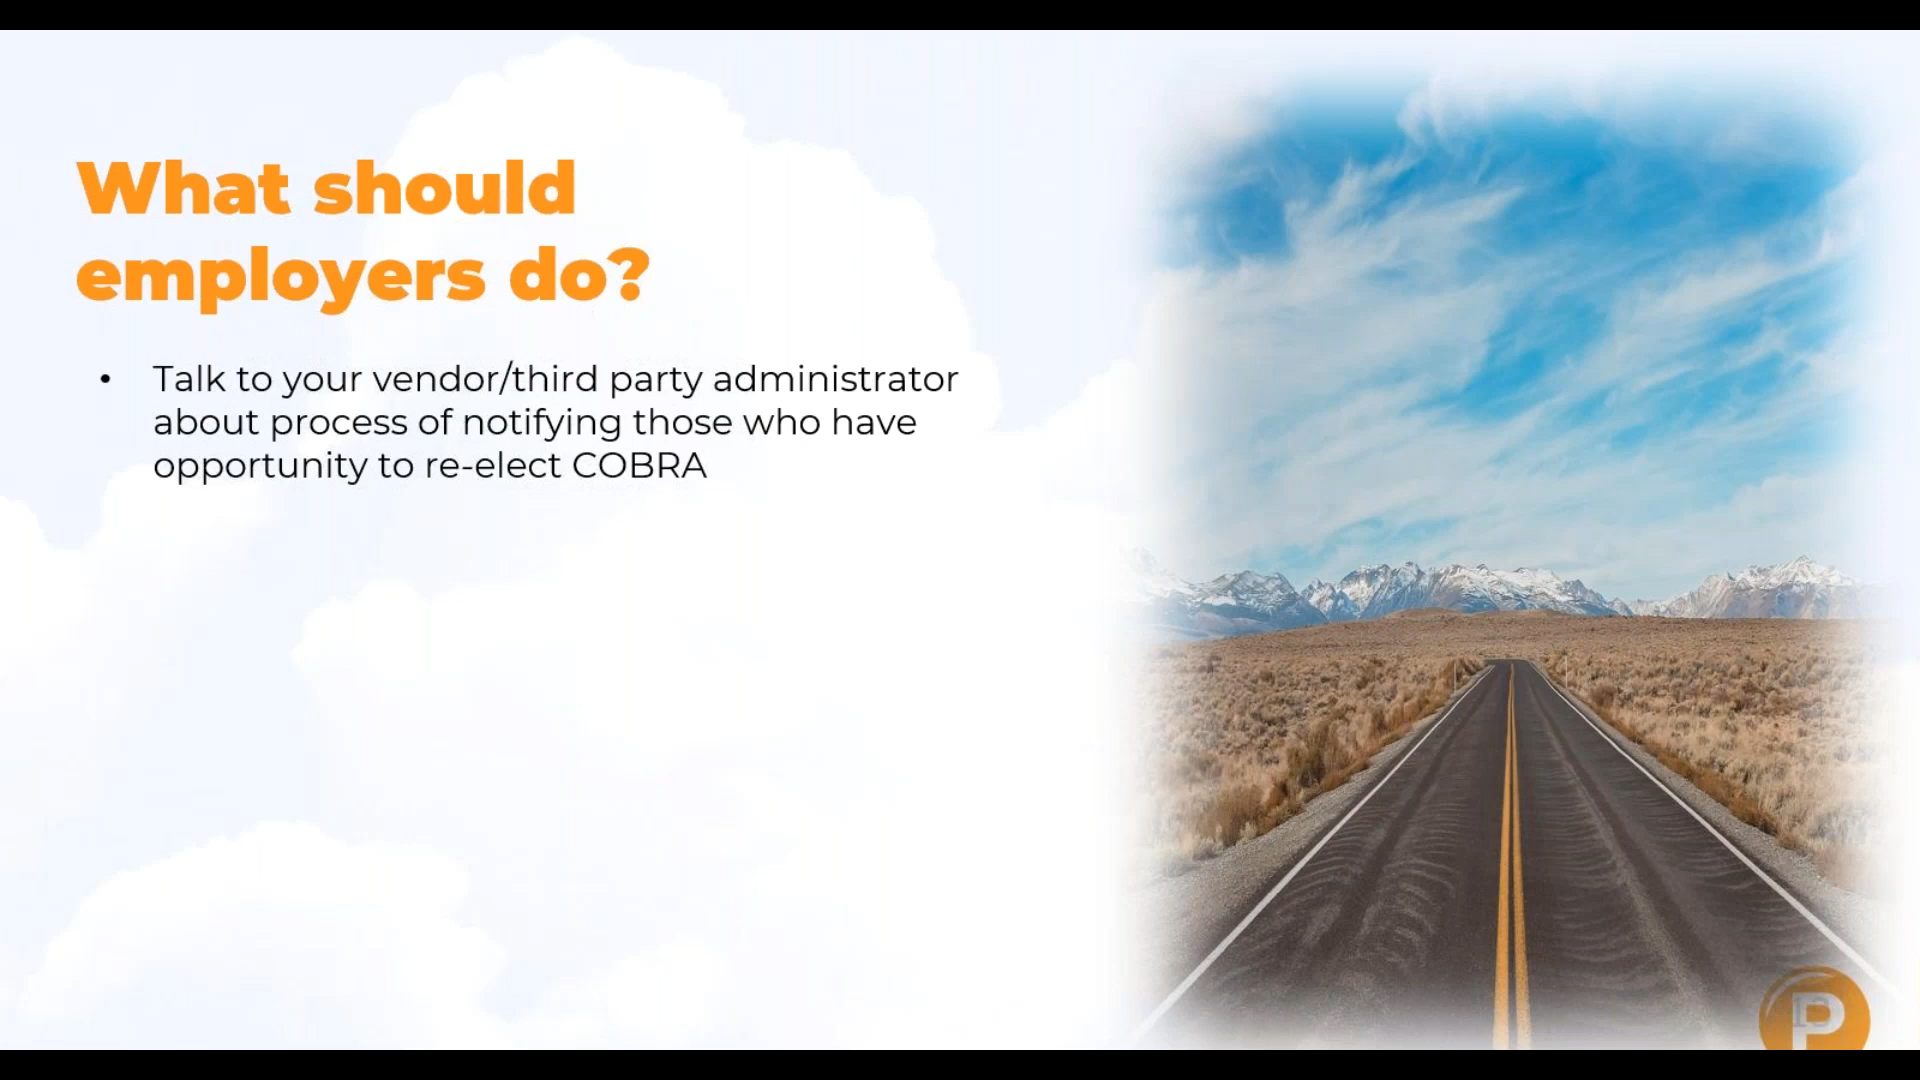 What should
employers do?
• Talk to your vendor/third party administrator
about process of notifying those who have
opportunity to re-elect COBRA
P